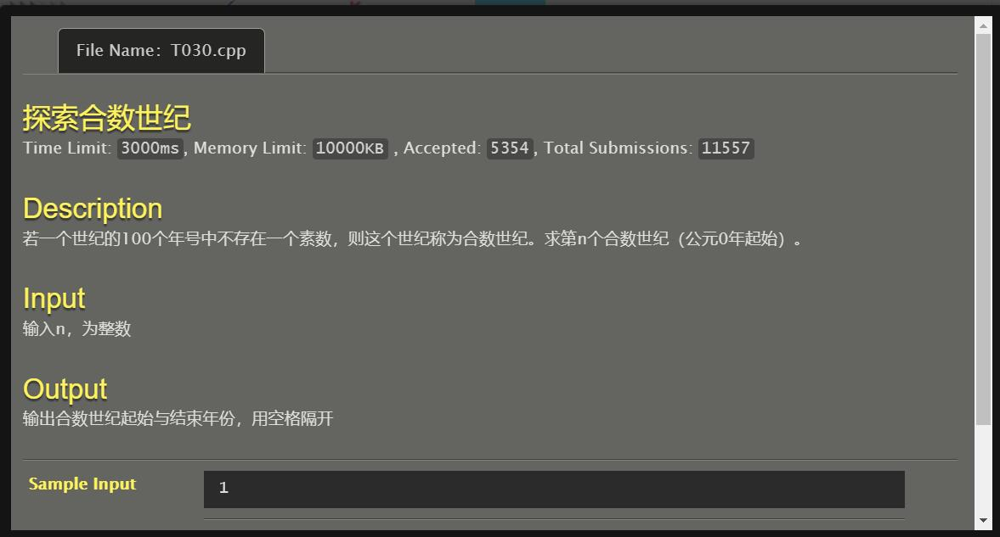 File Name： T030.cpp
探索合数世纪
Time Limit: 3000ms, Memory Limit: 10000KB , Accepted: 5354, Total Submissions: 11557
Description
若一个世纪的100个年号中不存在一个素数，则这个世纪称为合数世纪。求第n个合数世纪（公元0年起始）。
Input
输入n，为整数
Output
输出合数世纪起始与结束年份，用空格隔开
Sample Input
1